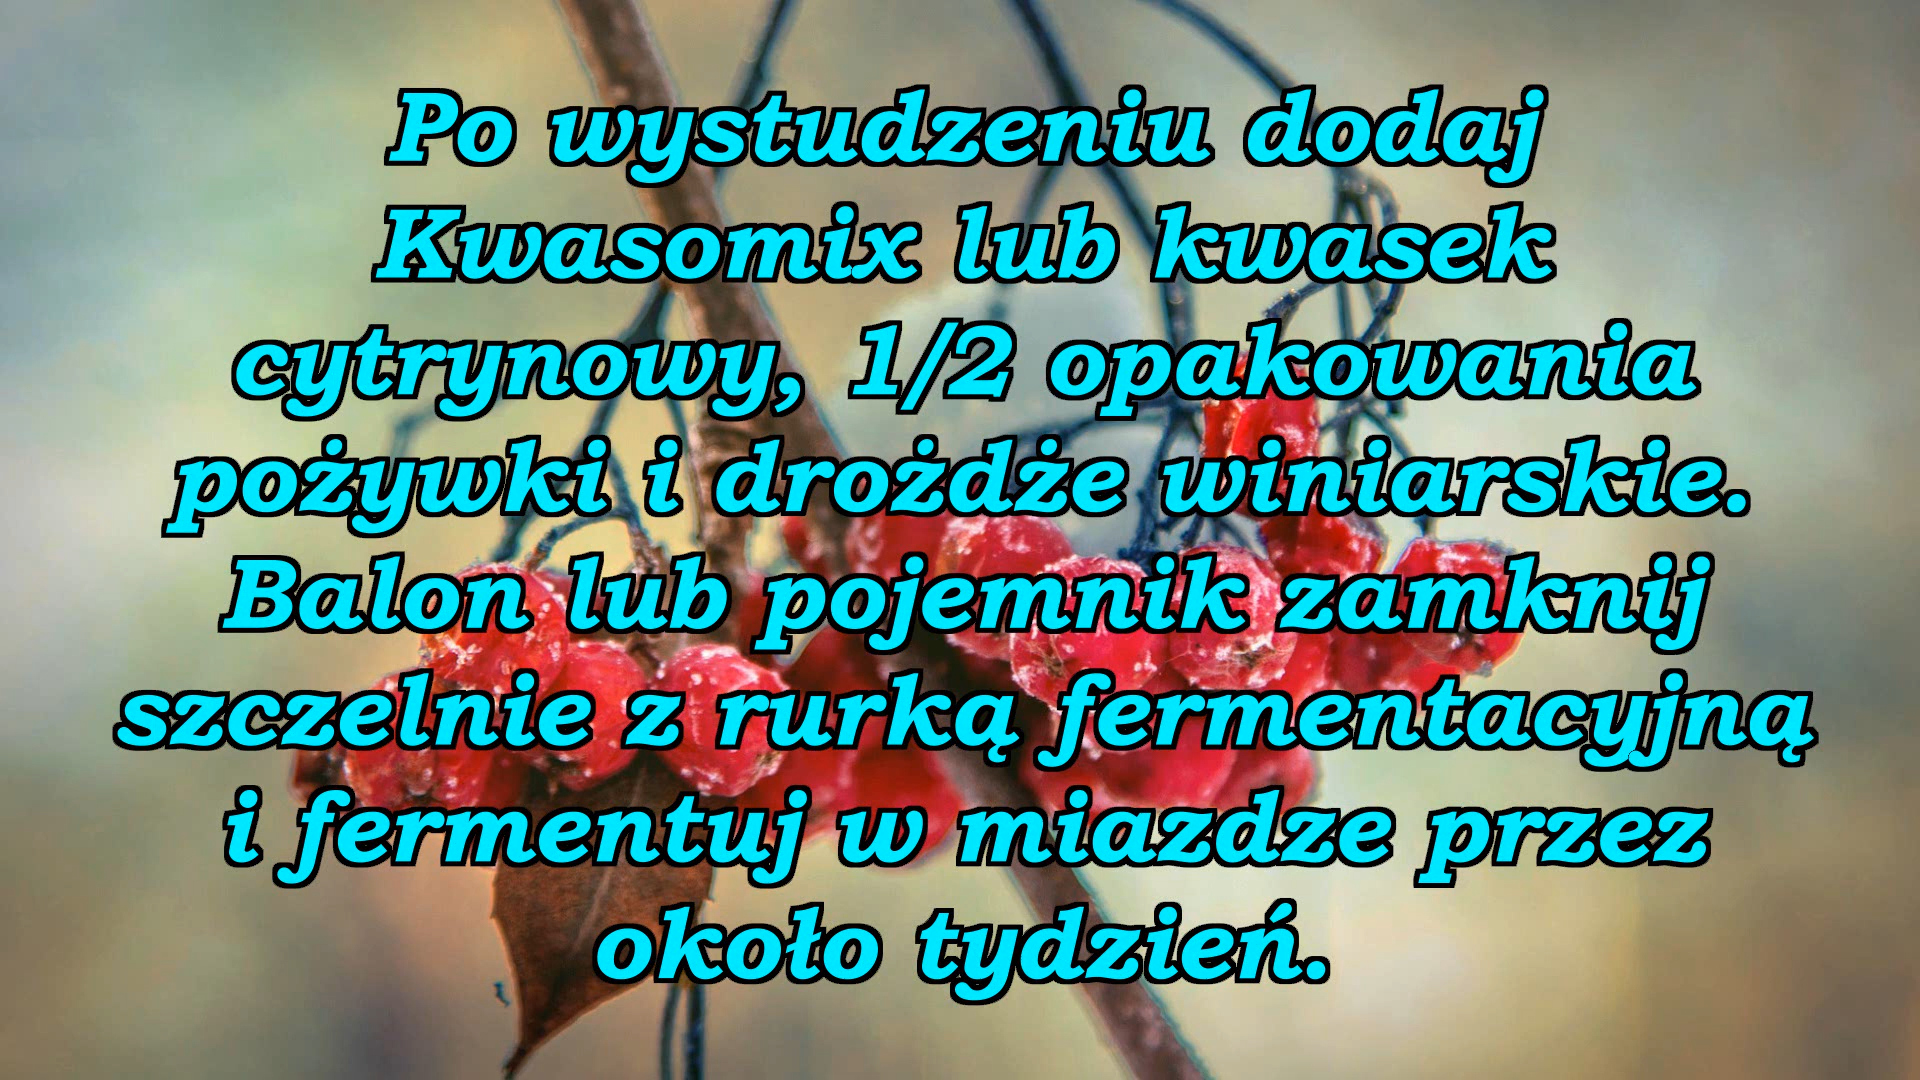 Po wystudzeniu dodaj
Kwasomix lub kwasek
cytrynowy, 1/2 opakowania
pożywki i drożdże winiarskie.
Balon lub pojemnik zamknij
szczelnie z rurką fermentacyjną
i fermentuj w miazdze przez
około tydzień.